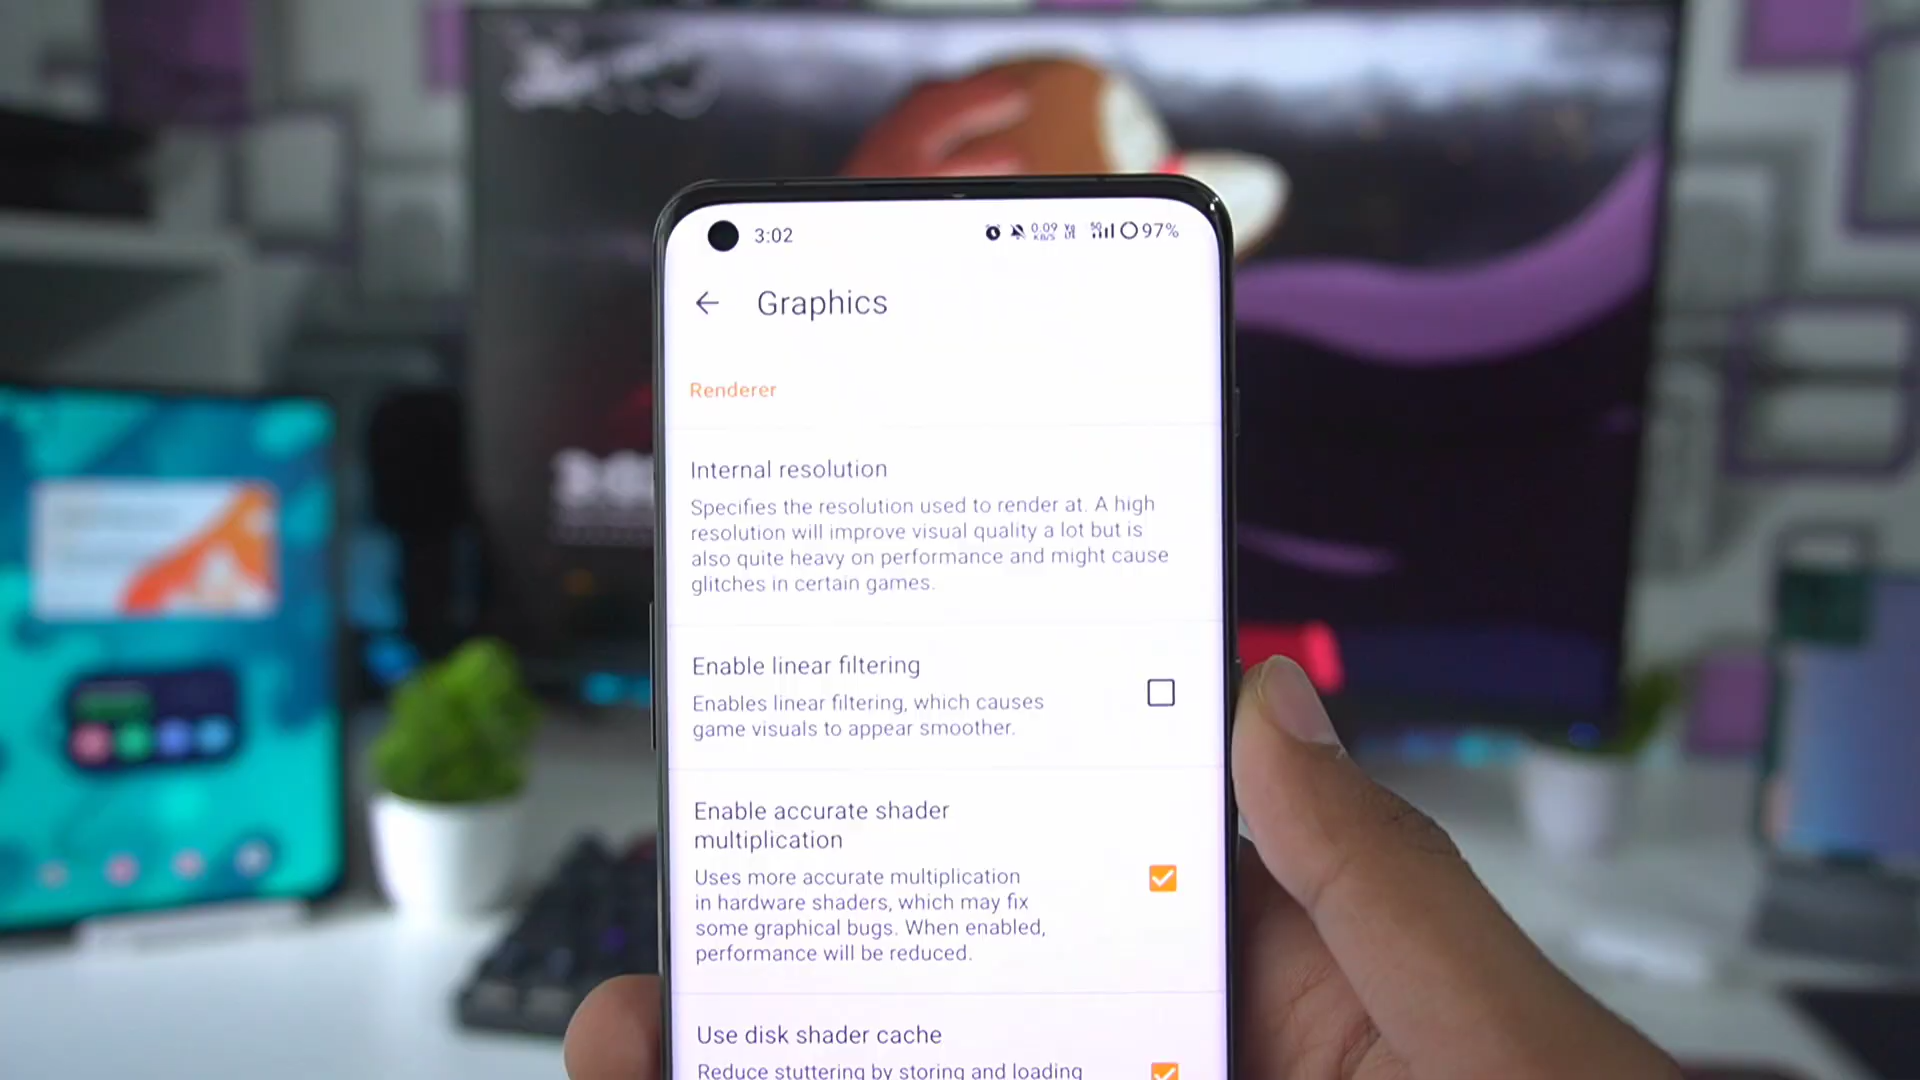 3:02
0.09
KB/S
97%
Graphics
Renderer
Internal resolution
Specifies the resolution used to render at. A high
resolution will improve visual quality a lot but is
also quite heavy on performance and might cause
glitches in certain games.
Enable linear filtering
Enables linear filtering, which causes
game visuals to appear smoother.
Enable accurate shader
multiplication
Uses more accurate multiplication
in hardware shaders, which may fix
some graphical bugs. When enabled,
performance will be reduced.
Use disk shader cache
Reduce stuttering by storing and loading